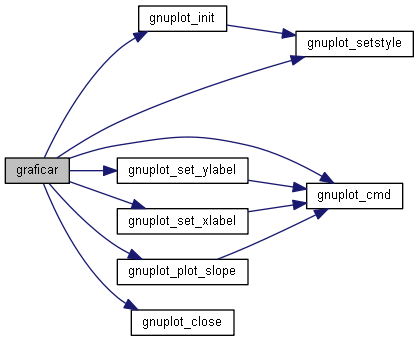 gnuplot_init
gnuplot_setstyle
graficar
gnuplot_set_ylabel
gnuplot_cmd
gnuplot_set_xlabel
gnuplot_plot_slope
gnuplot_close